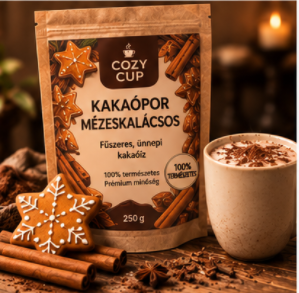 COZY
CUP
KAKAÓPOR
MÉZESKALÁCSOS
Fűszeres, ünnepi
kakaóíz
100% természetes
Prémium minőség
100%
TERMÉSZETES
250 g